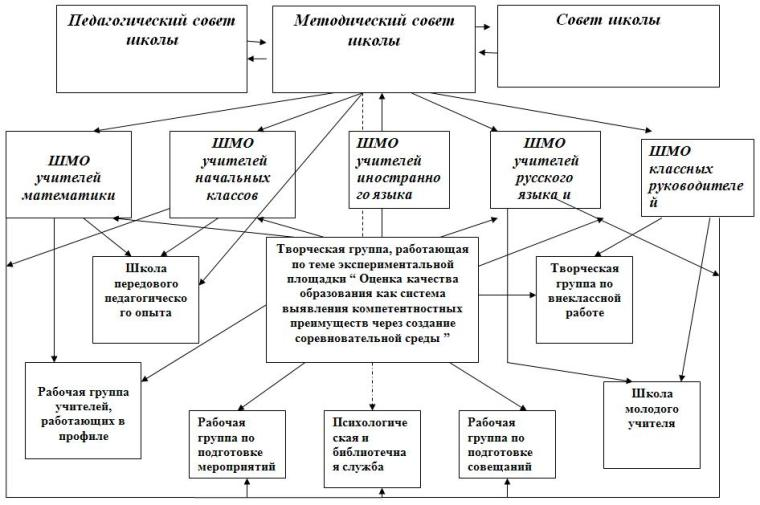 Педагогический совет
школы
Методический совет
школы
Совет школы
ШМО
учителей
математики
ШМО
учителей
начальных
классов
ШМО
учителей
иностранно
го языка
ШМО
учителей
русского
языка и
ШМО
классных
руководителе
й
Школа
передового
педагогическо
го опыта
Творческая группа, работающая
по теме экспериментальной
площадки “ Оценка качества
образования как система
выявления компетентностных
преимуществ через создание
соревновательной среды ”
Творческая
группа по
внеклассной
работе
Рабочая группа
учителей,
работающих в
профиле
Рабочая
группа по
подготовке
мероприятий
Психологиче
ская и
библиотечна
я служба
Рабочая
группа по
подготовке
совещаний
Школа
молодого
учителя